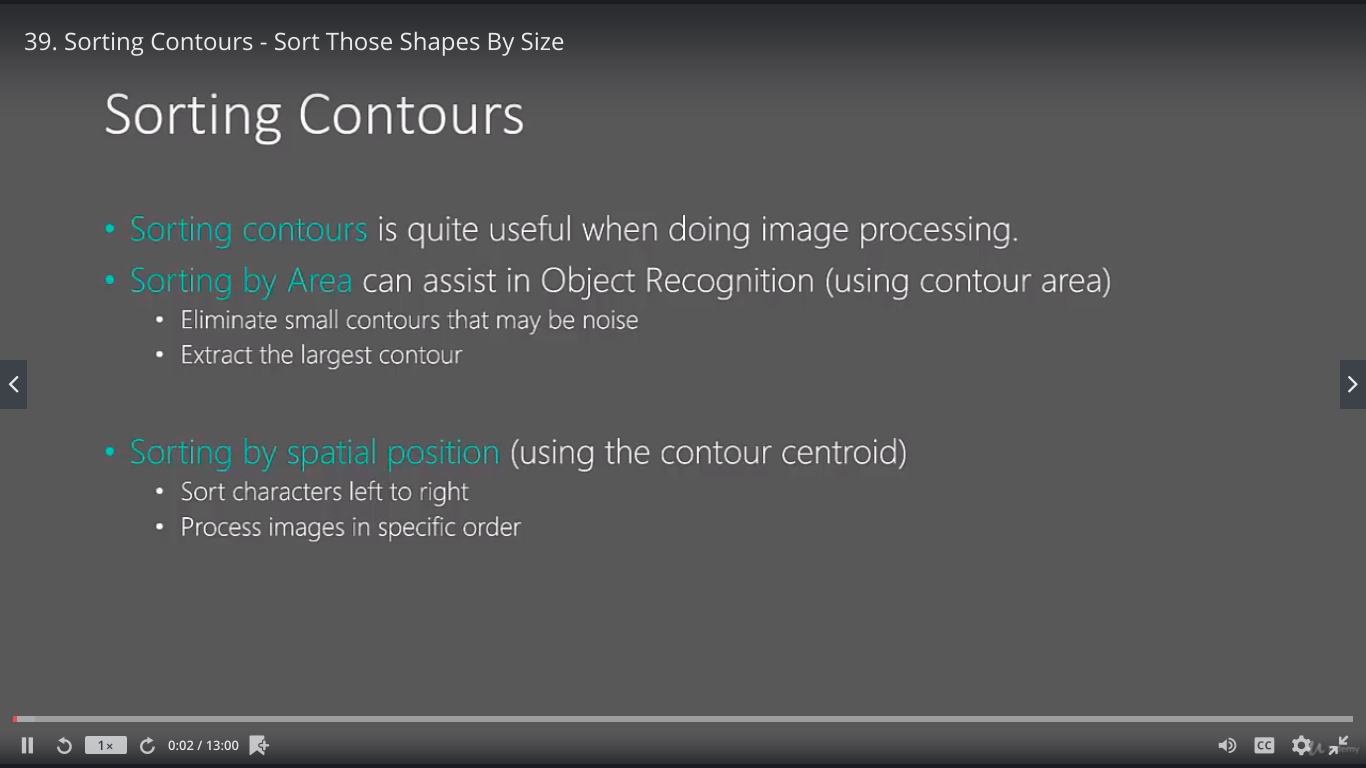 39. Sorting Contours - Sort Those Shapes By Size
Sorting Contours
• Sorting contours is quite useful when doing image processing.
• Sorting by Area can assist in Object Recognition (using contour area)
• Eliminate small contours that may be noise
• Extract the largest contour
• Sorting by spatial position (using the contour centroid)
• Sort characters left to right
• Process images in specific order
1x 0:02 / 13:00 CC